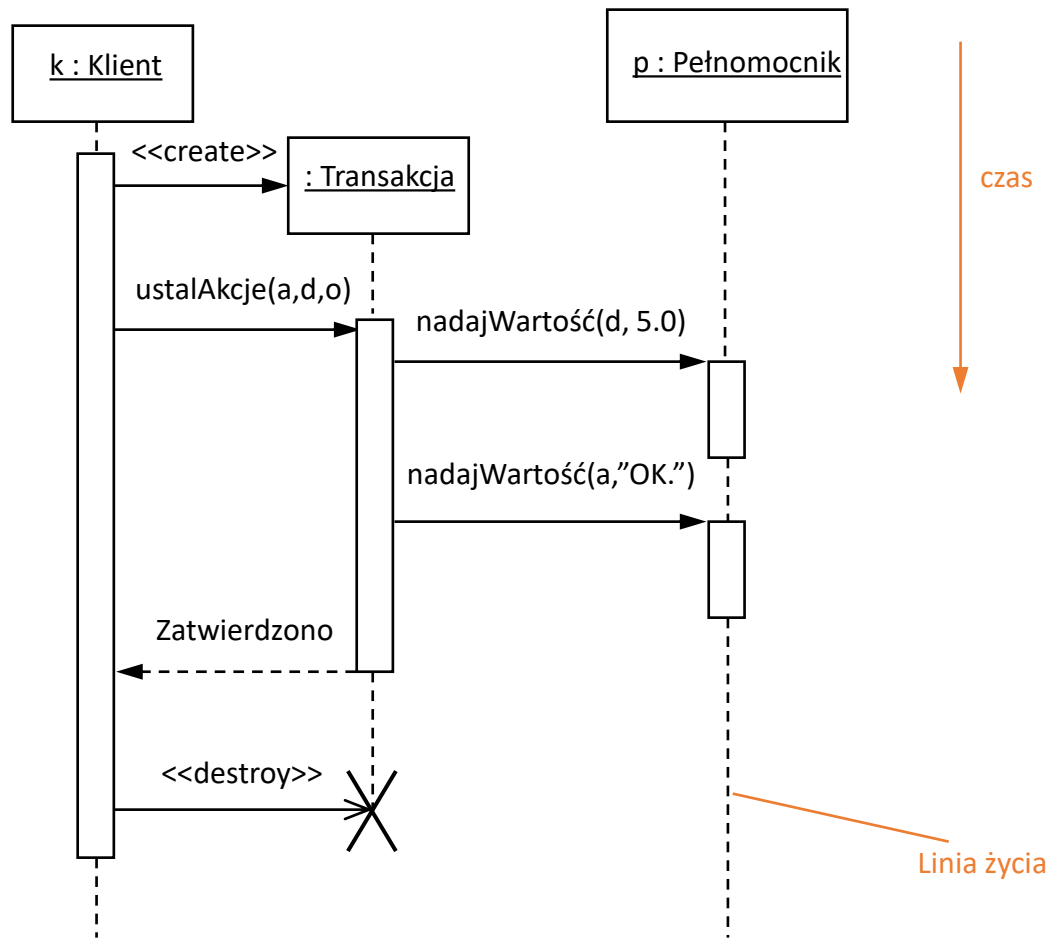 k : Klient
p : Pełnomocnik
<<create>>
: Transakcja
czas
ustalAkcje(a,d,o)
nadajWartość(d, 5.0)
nadajWartość(a,”OK.”)
Zatwierdzono
<<destroy>>
Linia życia